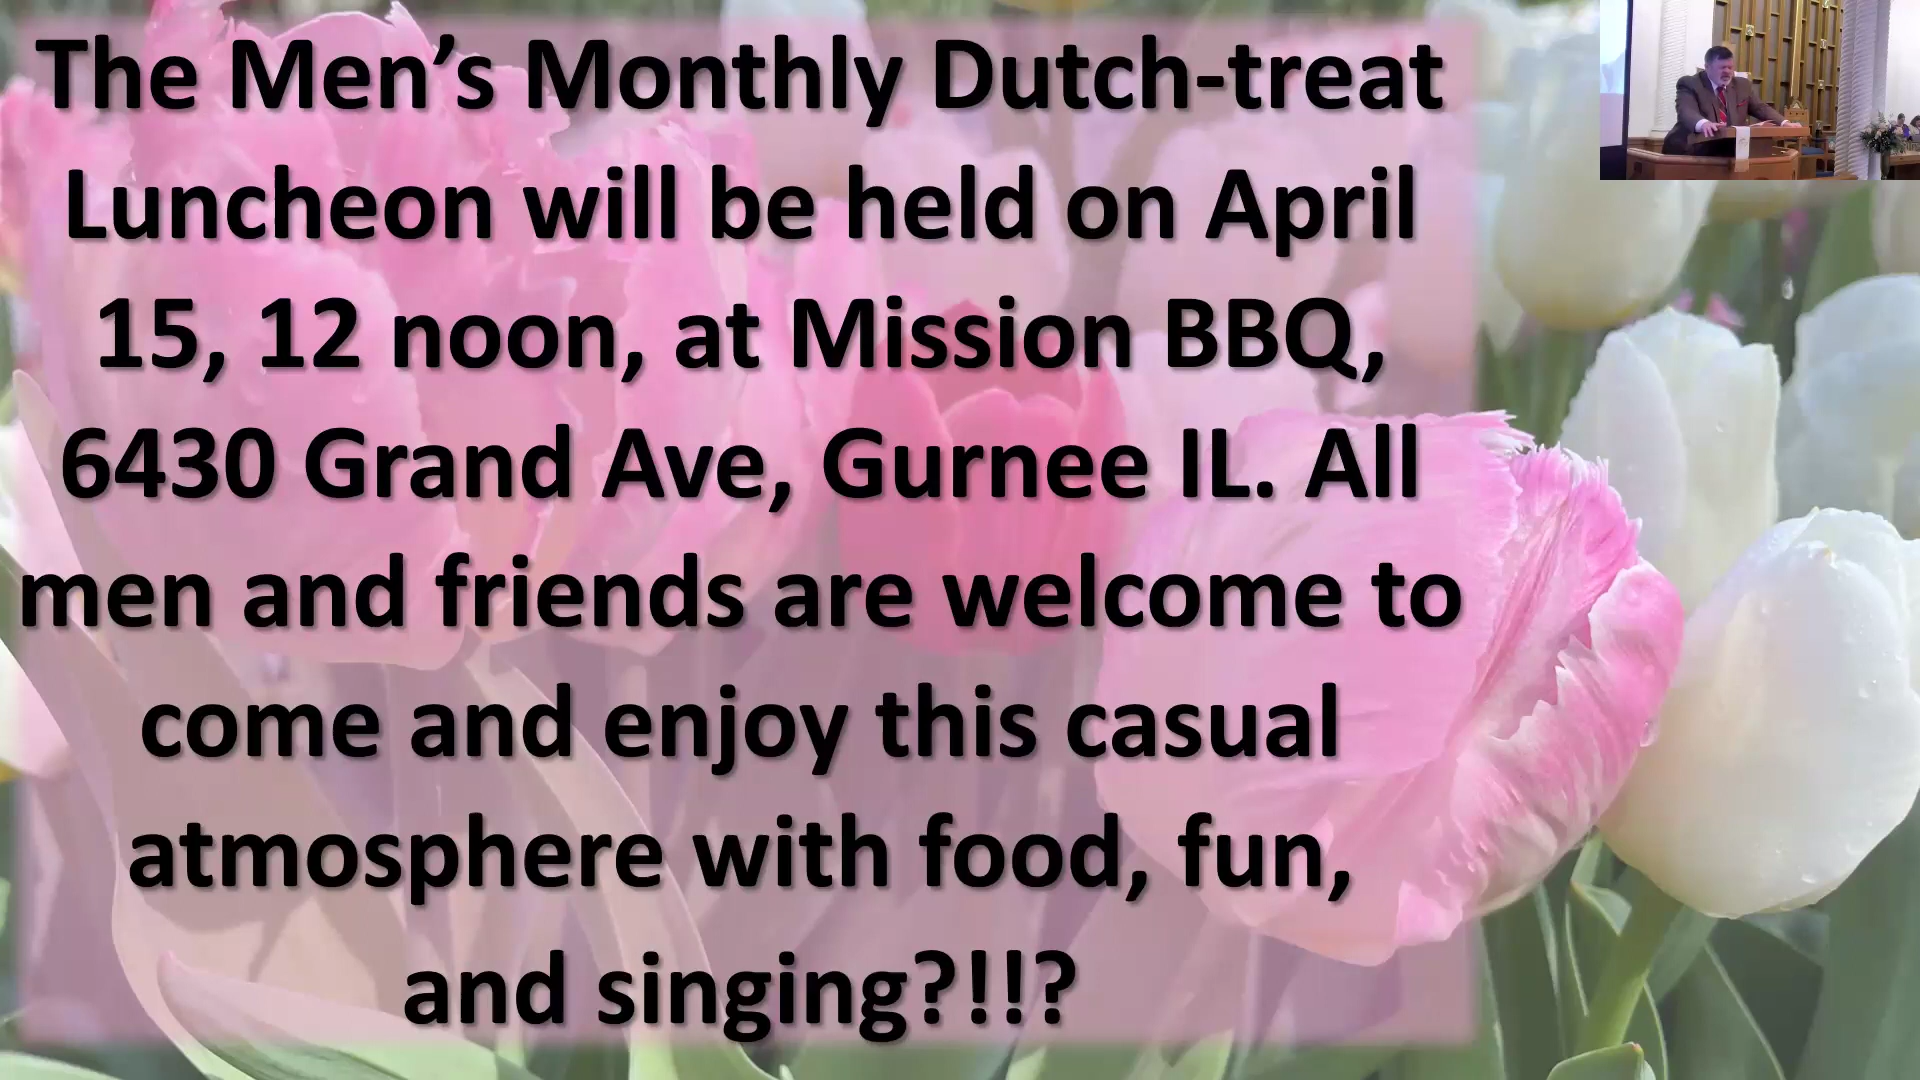 The Men’s Monthly Dutch-treat
Luncheon will be held on April
15, 12 noon, at Mission BBQ,
6430 Grand Ave, Gurnee IL. All
men and friends are welcome to
come and enjoy this casual
atmosphere with food, fun,
and singing?!!?